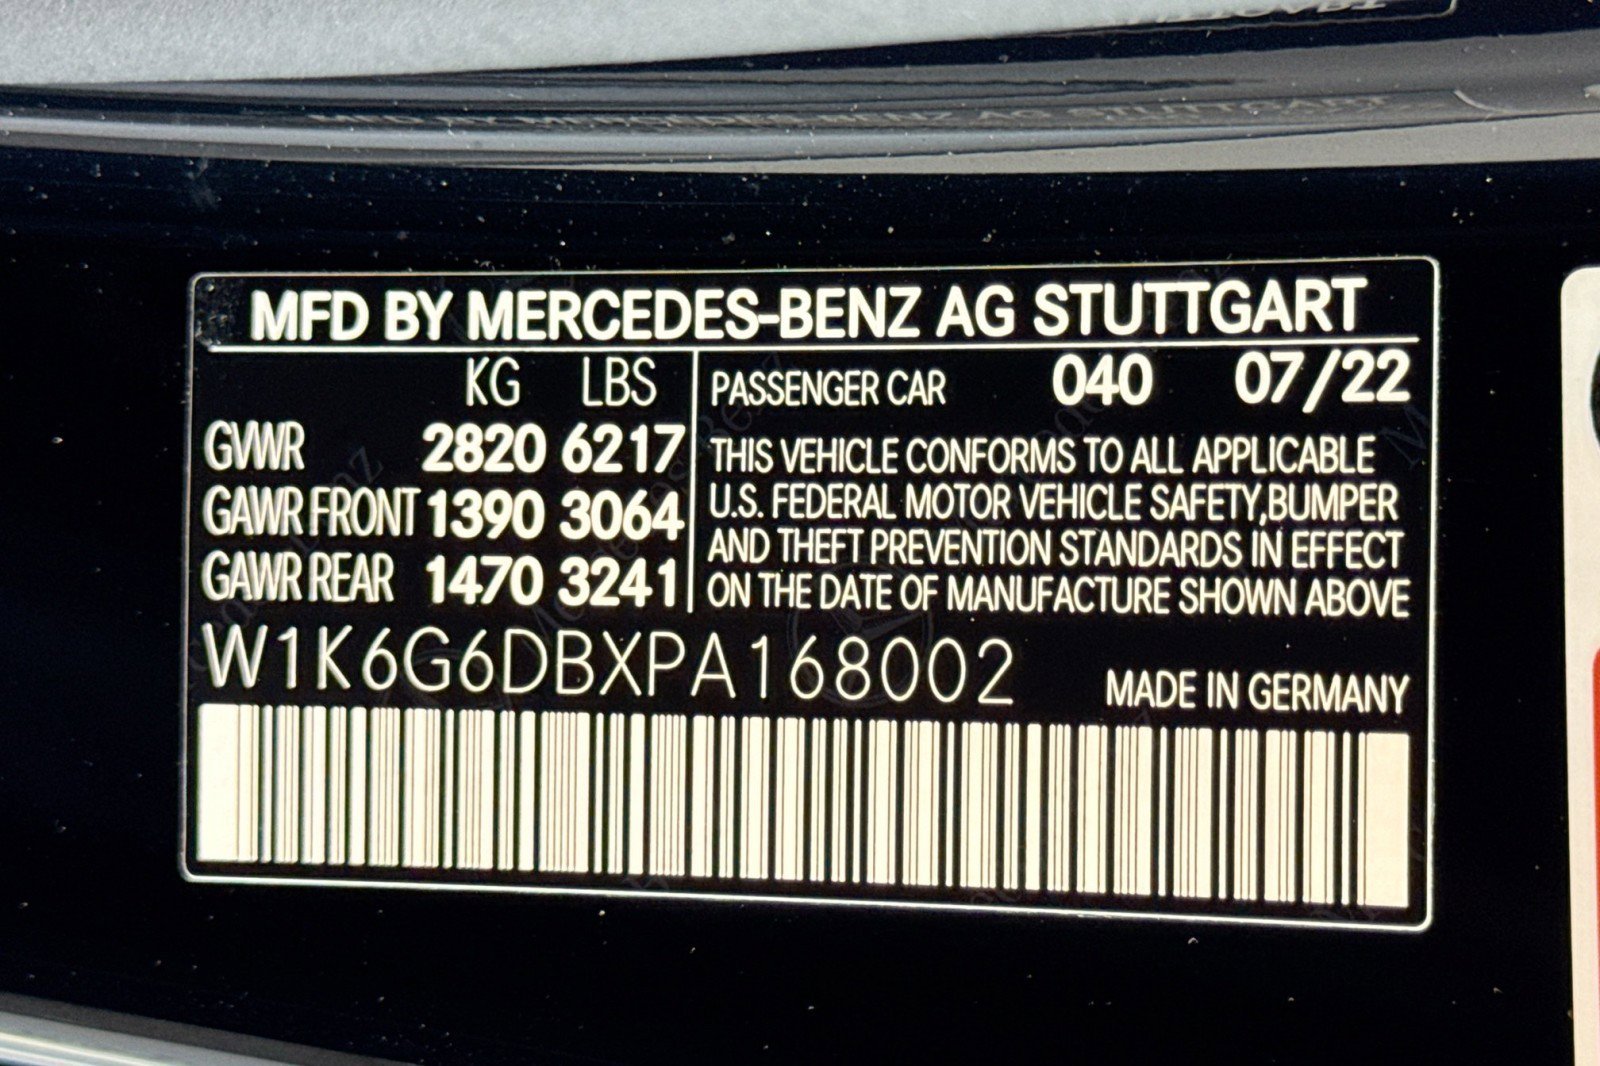 MFD BY MERCEDES-BENZ AG STUTTGART
KG LBS
GVWR 2820 6217
GAWR FRONT 1390 3064
GAWR REAR 1470 3241
PASSENGER CAR 040 07/22
THIS VEHICLE CONFORMS TO ALL APPLICABLE
U.S. FEDERAL MOTOR VEHICLE SAFETY,BUMPER
AND THEFT PREVENTION STANDARDS IN EFFECT
ON THE DATE OF MANUFACTURE SHOWN ABOVE
W1K6G6DBXPA168002
MADE IN GERMANY